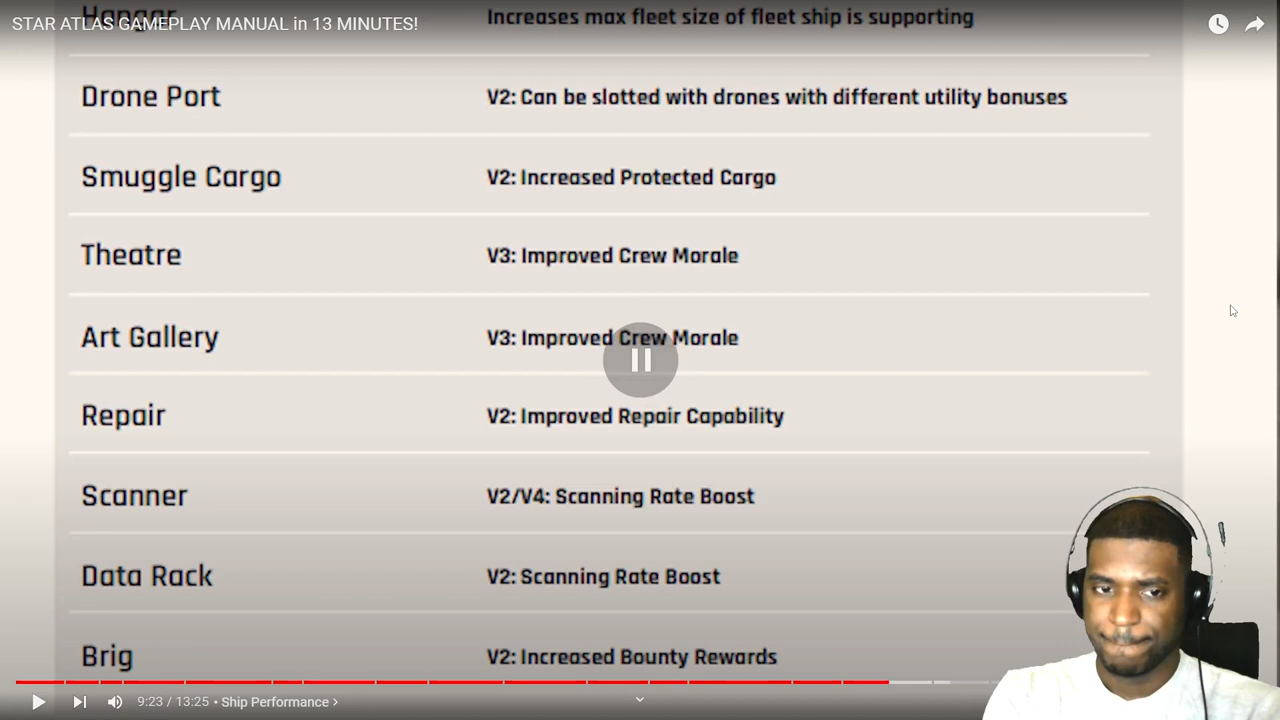 Hangar
Increases max fleet size of fleet ship is supporting
STAR ATLAS GAMEPLAY MANUAL in 13 MINUTES!
Drone Port
V2: Can be slotted with drones with different utility bonuses
Smuggle Cargo
V2: Increased Protected Cargo
Theatre
V3: Improved Crew Morale
Art Gallery
V3: Improved Crew Morale
Repair
V2: Improved Repair Capability
Scanner
V2/V4: Scanning Rate Boost
Data Rack
V2: Scanning Rate Boost
Brig
V2: Increased Bounty Rewards
9:23 / 13:25 • Ship Performance >